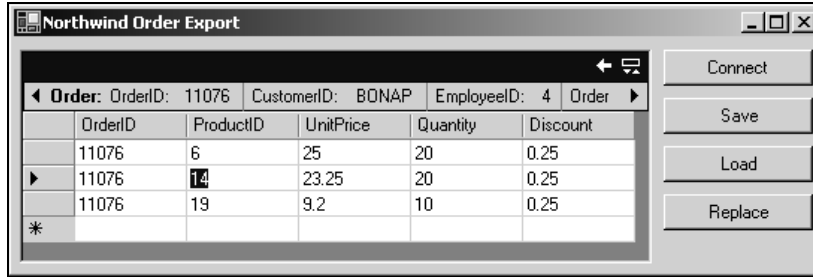 Northwind Order Export
Order: OrderID: 11076 CustomerID: BONAP EmployeeID: 4 Order
OrderID ProductID UnitPrice Quantity Discount
11076 6 25 20 0.25
11076 14 23.25 20 0.25
11076 19 9.2 10 0.25
Connect
Save
Load
Replace